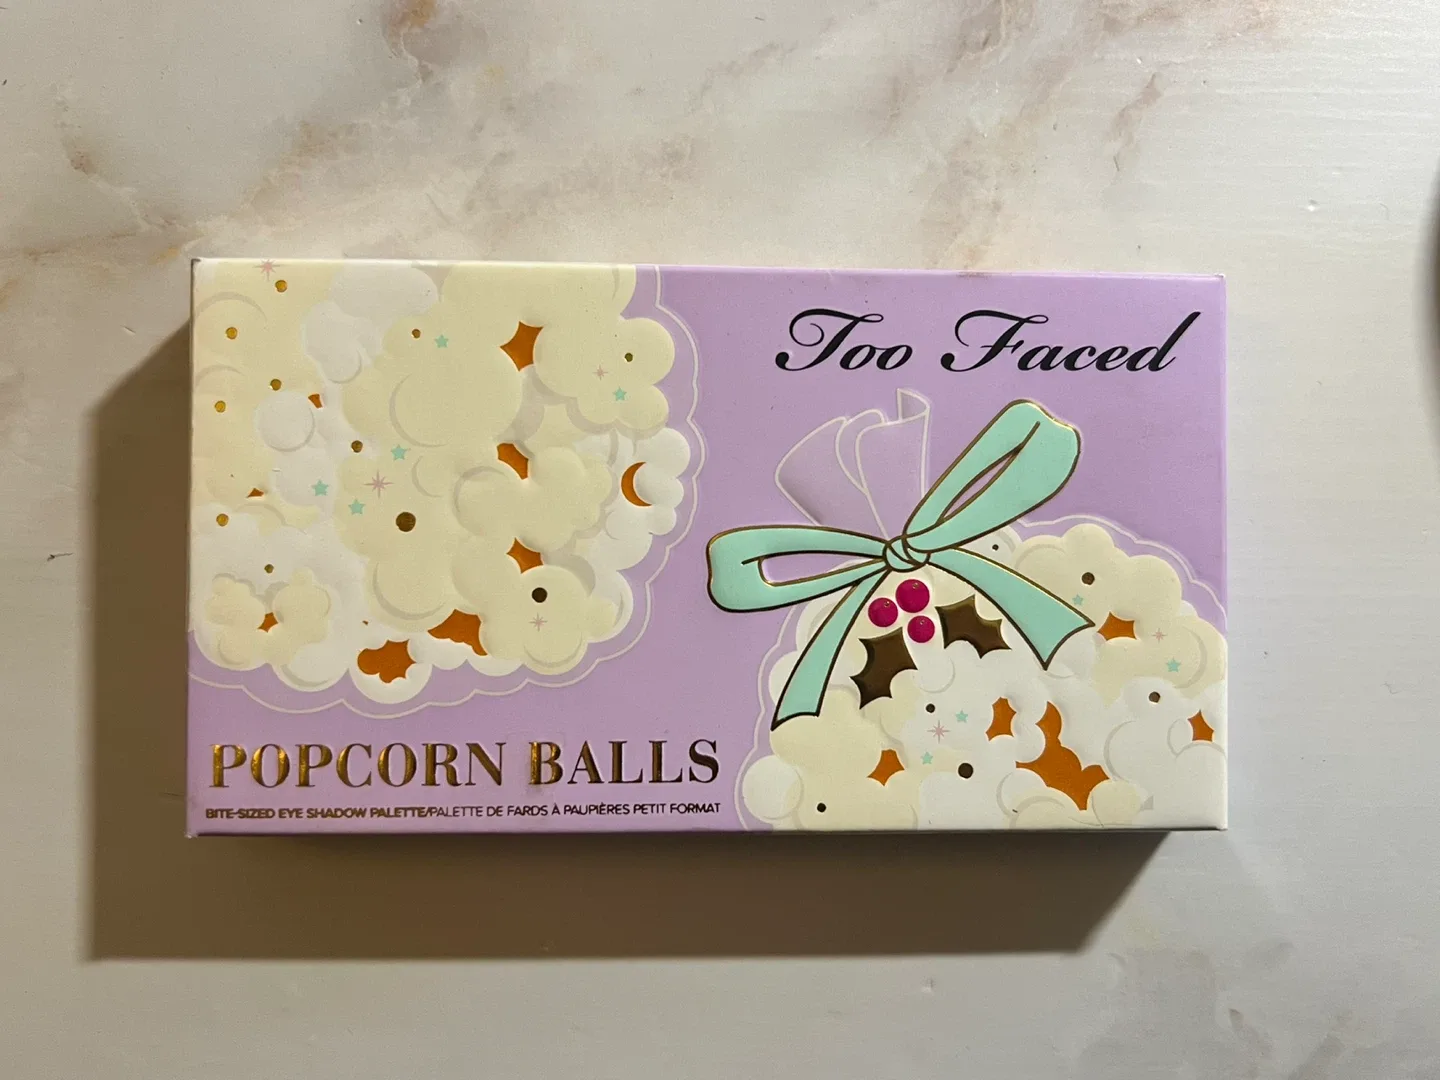 Too Faced
POPCORN BALLS
BITE-SIZED EYE SHADOW PALETTE/PALETTE DE FARDS À PAUPIÈRES PETIT FORMAT